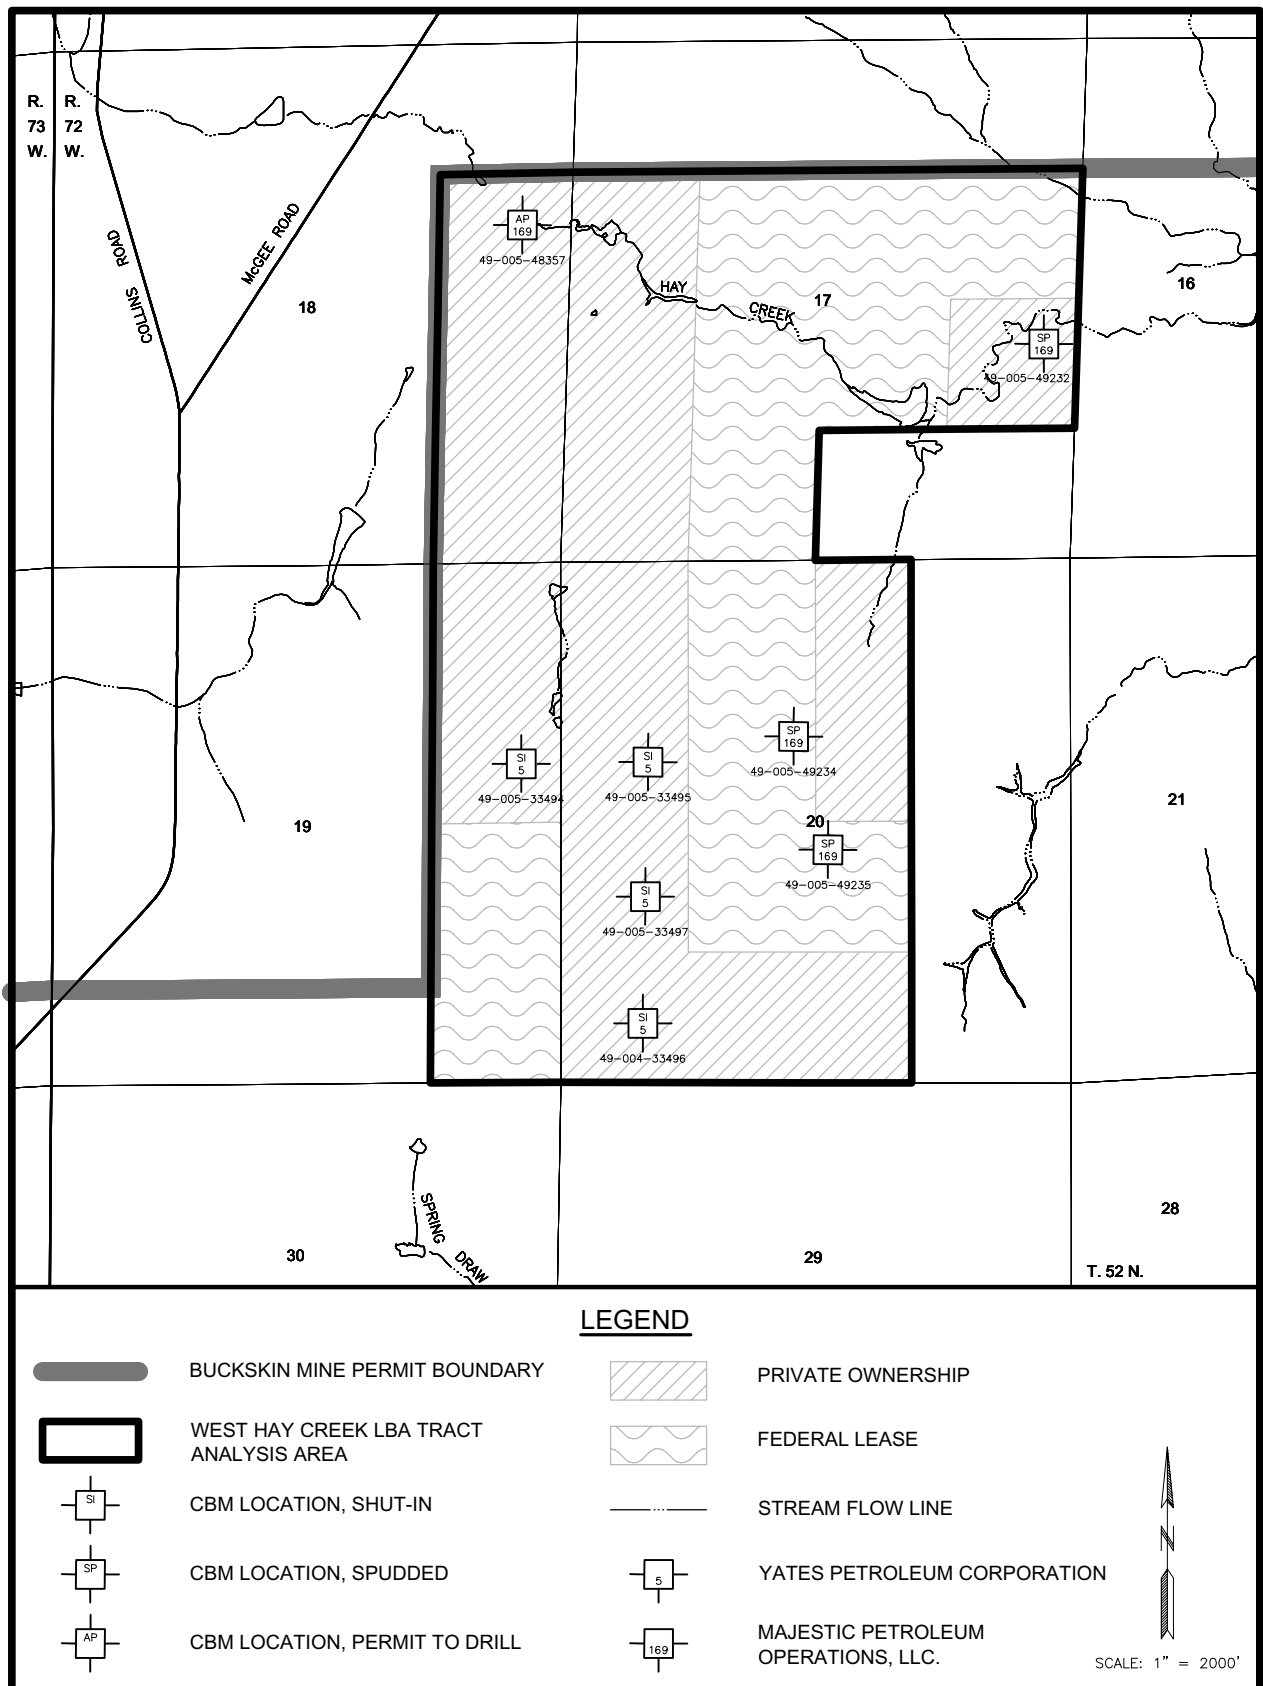 R. R.
73 72
W. W.
COLLINS ROAD
McGEE ROAD
18
AP
169
49-005-48357
HAY
CREEK
17
16
SP
169
49-005-49232
SP
169
49-005-49234
SI
5
49-005-33494
SI
5
49-005-33495
19
20
21
SP
169
49-005-49235
SI
5
49-005-33497
SI
5
49-004-33496
SPRING
DRAW
30
29
28
T. 52 N.
LEGEND
BUCKSKIN MINE PERMIT BOUNDARY
WEST HAY CREEK LBA TRACT
ANALYSIS AREA
SI
CBM LOCATION, SHUT-IN
SP
CBM LOCATION, SPUDDED
AP
CBM LOCATION, PERMIT TO DRILL
PRIVATE OWNERSHIP
FEDERAL LEASE
STREAM FLOW LINE
5
YATES PETROLEUM CORPORATION
169
MAJESTIC PETROLEUM
OPERATIONS, LLC.
N
SCALE: 1" = 2000'